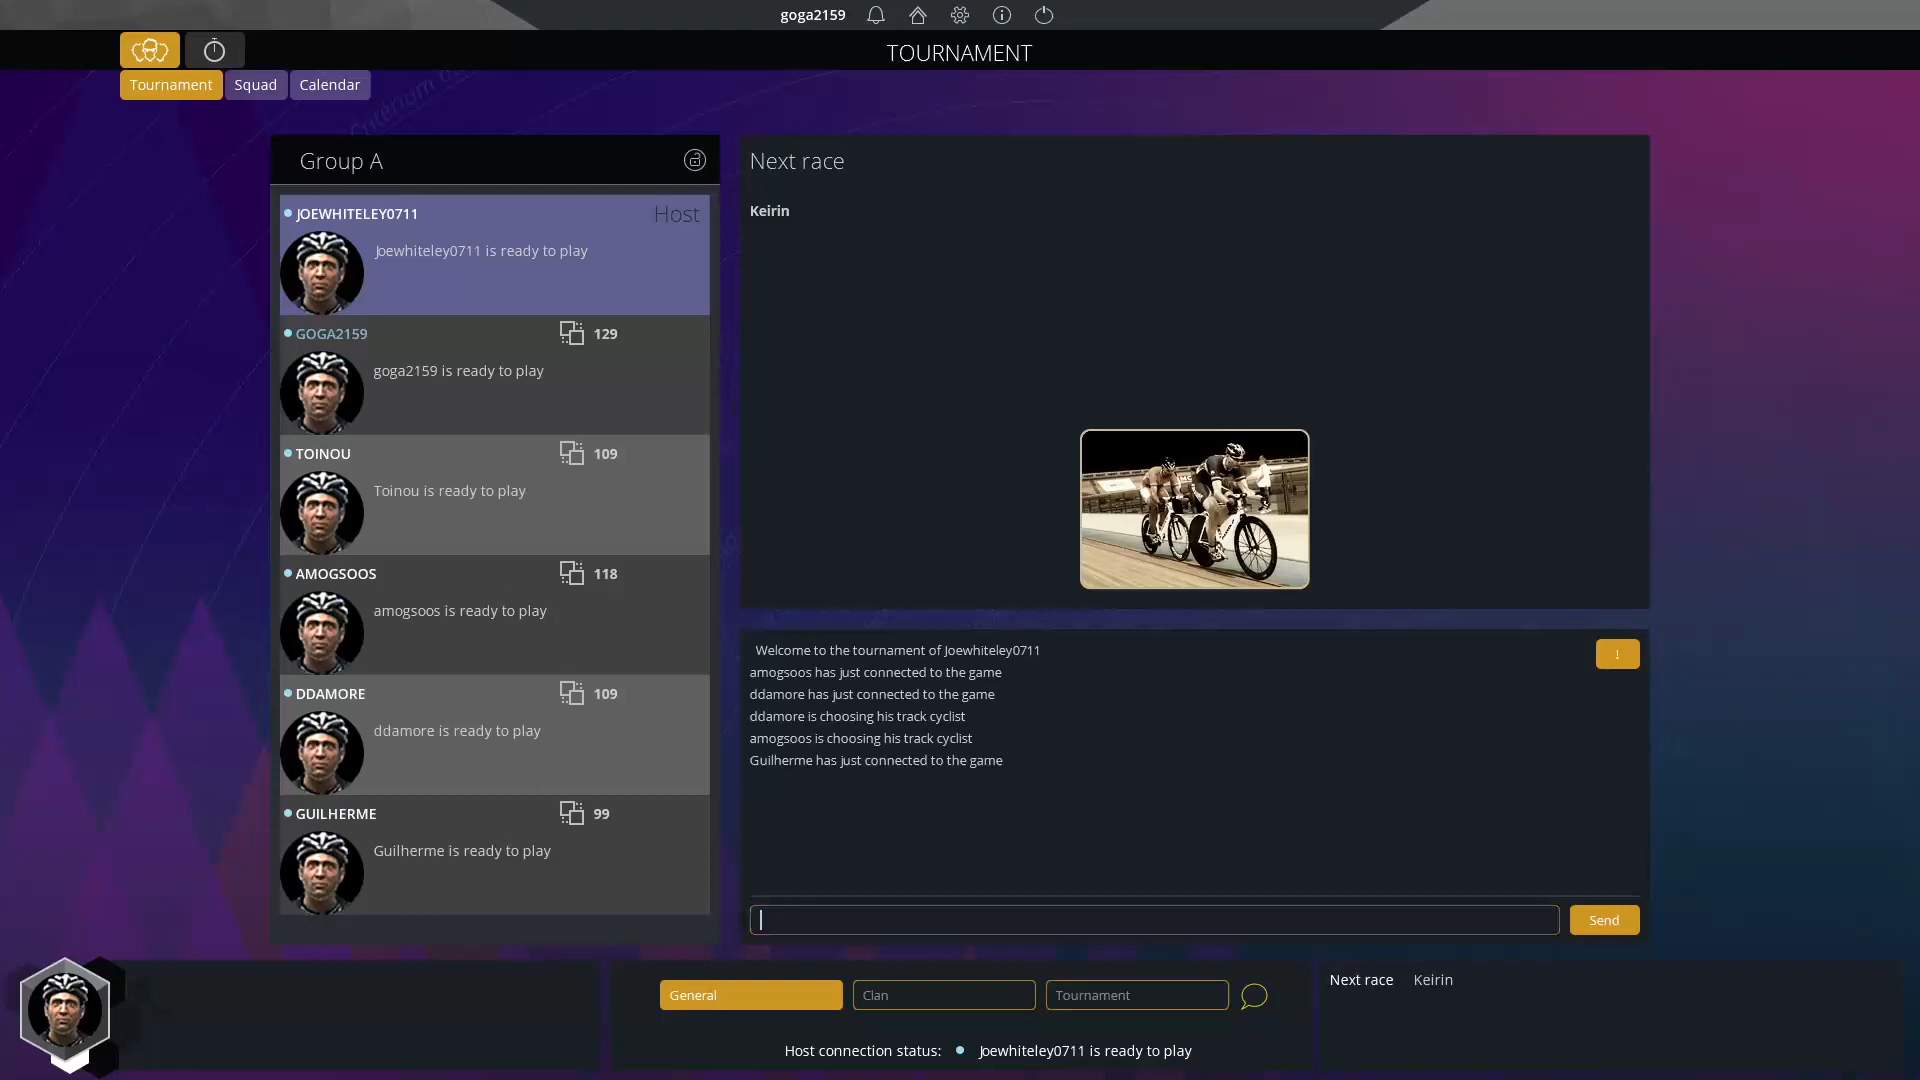 goga2159
TOURNAMENT
Tournament
Squad
Calendar
Group A
JOEWHITELEY0711
Host
Joewhiteley0711 is ready to play
GOGA2159
129
goga2159 is ready to play
TOINOU
109
Toinou is ready to play
AMOGSOOS
118
amogsoos is ready to play
DDAMORE
109
ddamore is ready to play
GUILHERME
99
Guilherme is ready to play
Next race
Keirin
Welcome to the tournament of Joewhiteley0711
amogsoos has just connected to the game
ddamore has just connected to the game
ddamore is choosing his track cyclist
amogsoos is choosing his track cyclist
Guilherme has just connected to the game
!
Send
General
Clan
Tournament
Host connection status: Joewhiteley0711 is ready to play
Next race Keirin